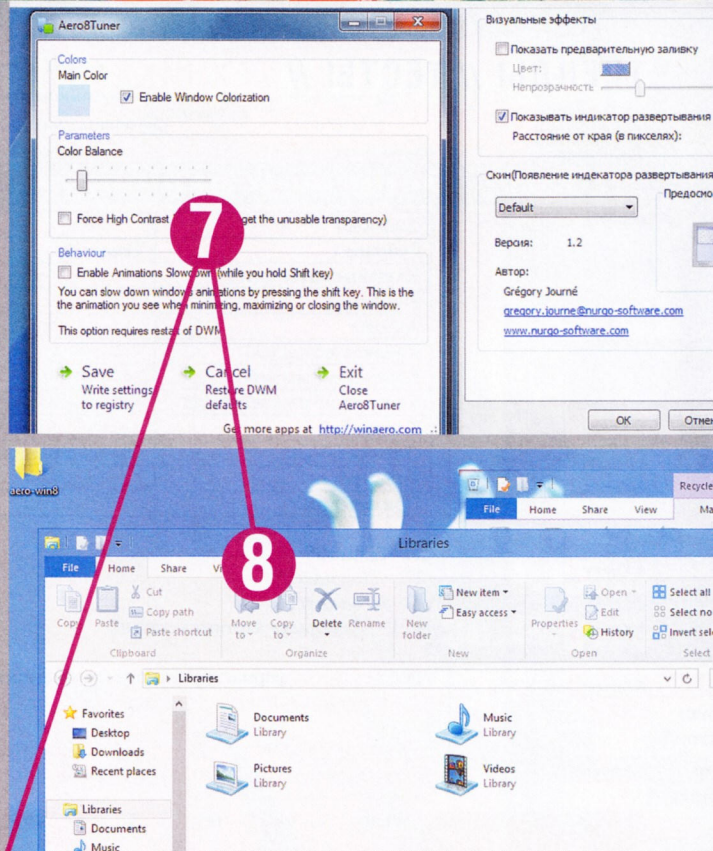 Aero8Tuner
Colors
Main Color
Enable Window Colorization
Parameters
Color Balance
Force High Contrast get the unusable transparency)
Behaviour
Enable Animations Slowdown (while you hold Shift key)
You can slow down windows animations by pressing the shift key. This is the
the animation you see when minimizing, maximizing or closing the window.
This option requires restart of DWM
Save
Write settings
to registry
Cancel
Restore DWM
defaults
Exit
Close
Aero8Tuner
Get more apps at http://winaero.com
Визуальные эффекты
Показать предварительную заливку
Цвет:
Непрозрачность
Показывать индикатор развертывания
Расстояние от края (в пикселях):
Скин(Появление индекатора развертывания
Default
Предосмо
Версия: 1.2
Автор:
Grégory Journé
gregory.journe@nurgo-software.com
www.nurgo-software.com
OK
Отмен
7
8
aero-win8
Recycle
File Home Share View Ma
Libraries
File Home Share Vi
Copy
Paste
Cut
Copy path
Paste shortcut
Clipboard
Move
to
Copy
to
Delete
Rename
Organize
New
folder
New item
Easy access
New
Properties
Open
Edit
History
Open
Select all
Select no
Invert sele
Select
Libraries
Favorites
Desktop
Downloads
Recent places
Libraries
Documents
Music
Documents
Library
Music
Library
Pictures
Library
Videos
Library